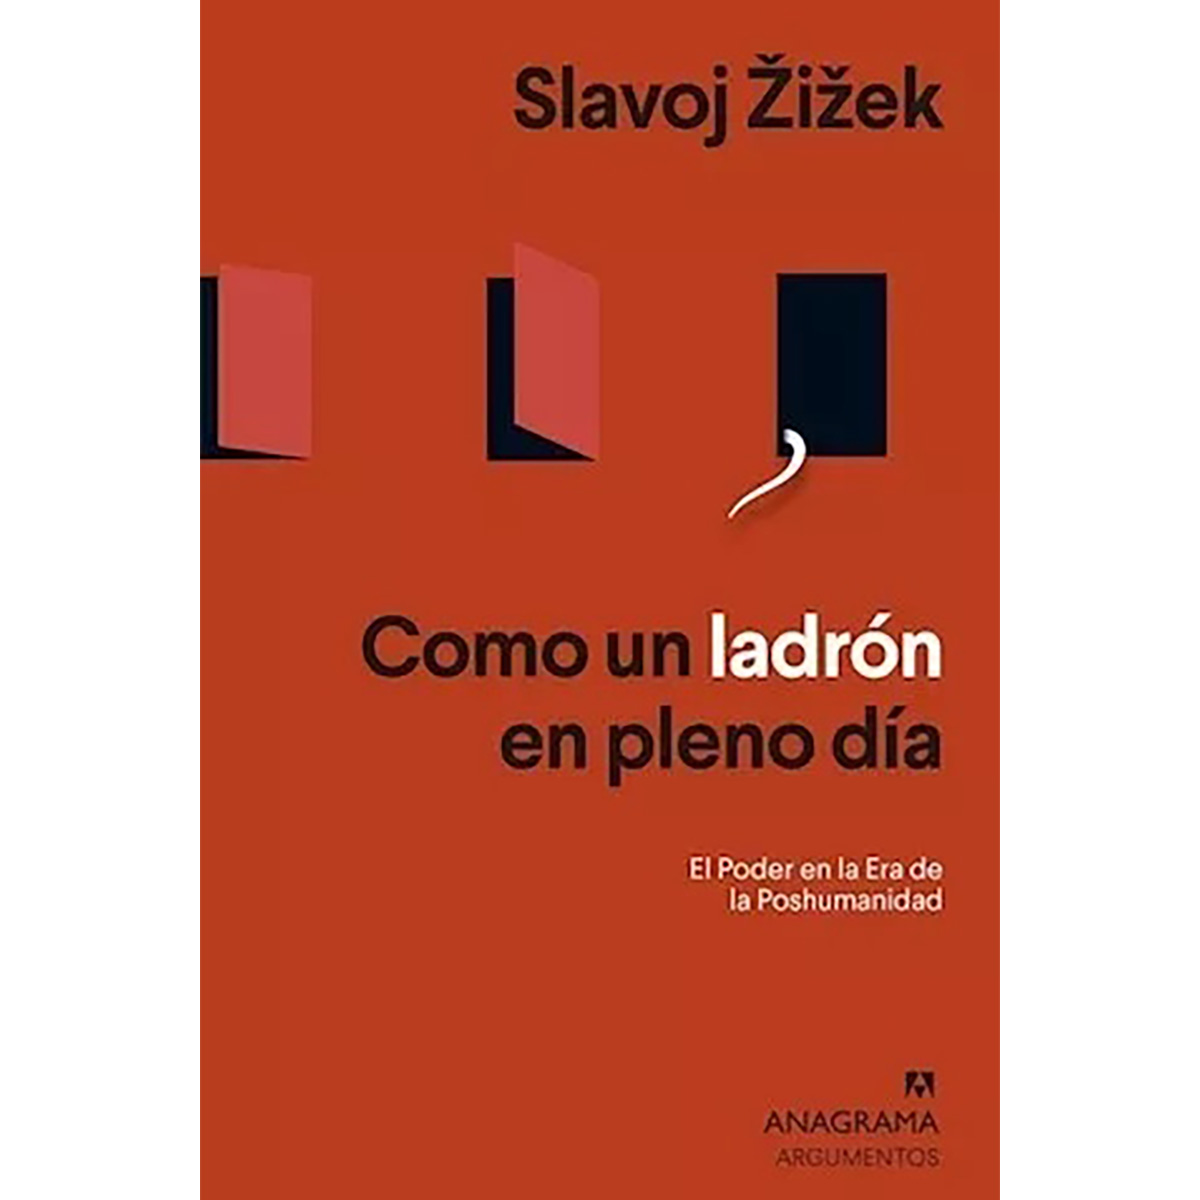 Slavoj Žižek
Como un ladrón
en pleno día
El Poder en la Era de
la Poshumanidad
ANAGRAMA
ARGUMENTOS